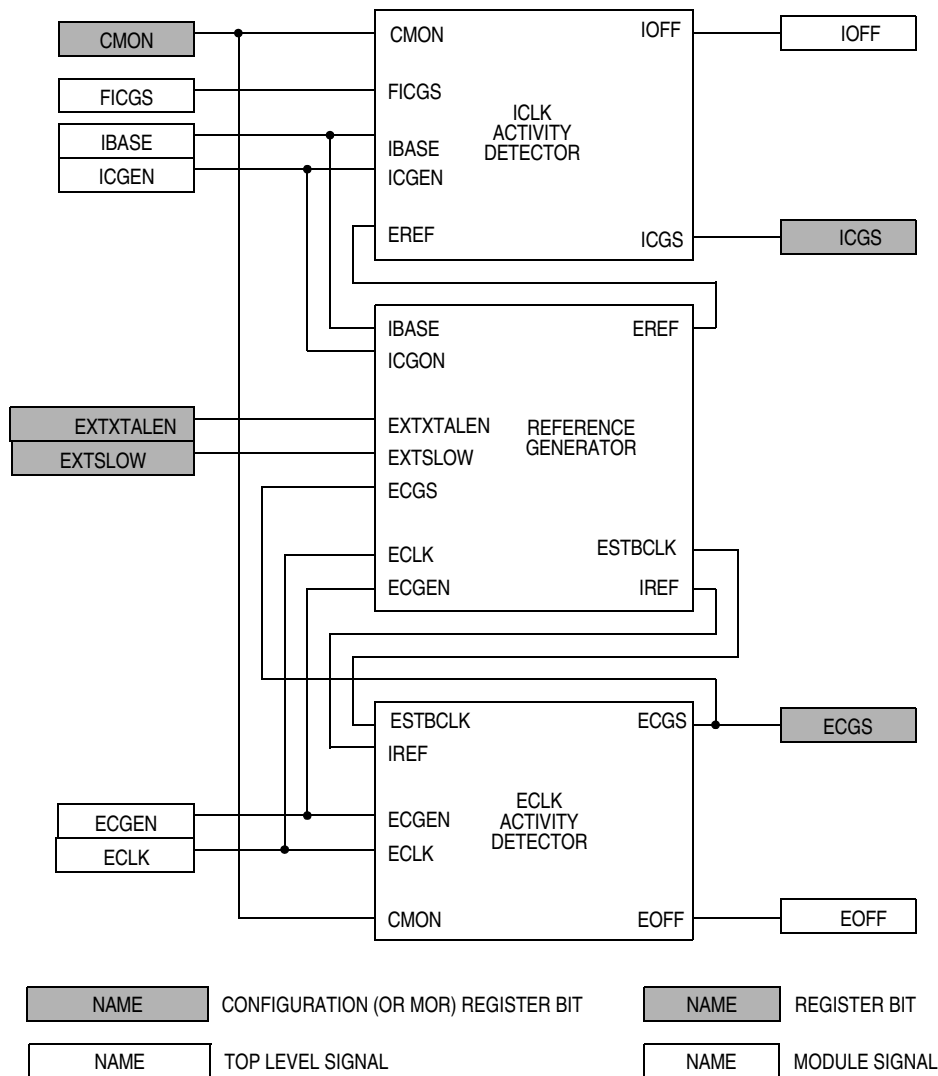 CMON
CMON
IOFF
IOFF
FICGS
FICGS
ICLK
ACTIVITY
DETECTOR
IBASE
IBASE
ICGEN
ICGEN
EREF
ICGS
ICGS
IBASE
EREF
ICGON
EXTXTALEN
EXTXTALEN
REFERENCE
GENERATOR
EXTSLOW
EXTSLOW
ECGS
ECLK
ESTBCLK
ECGEN
IREF
ESTBCLK
ECGS
ECGS
IREF
ECLK
ACTIVITY
DETECTOR
ECGEN
ECGEN
ECLK
ECLK
CMON
EOFF
EOFF
NAME CONFIGURATION (OR MOR) REGISTER BIT
NAME REGISTER BIT
NAME TOP LEVEL SIGNAL
NAME MODULE SIGNAL